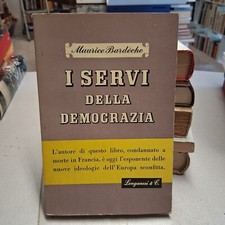 Maurice Bardèche
I SERVI
DELLA
DEMOCRAZIA
L'autore di questo libro, condannato a
morte in Francia, è oggi l'esponente delle
nuove ideologie dell'Europa sconfitta.
Longanesi & C.